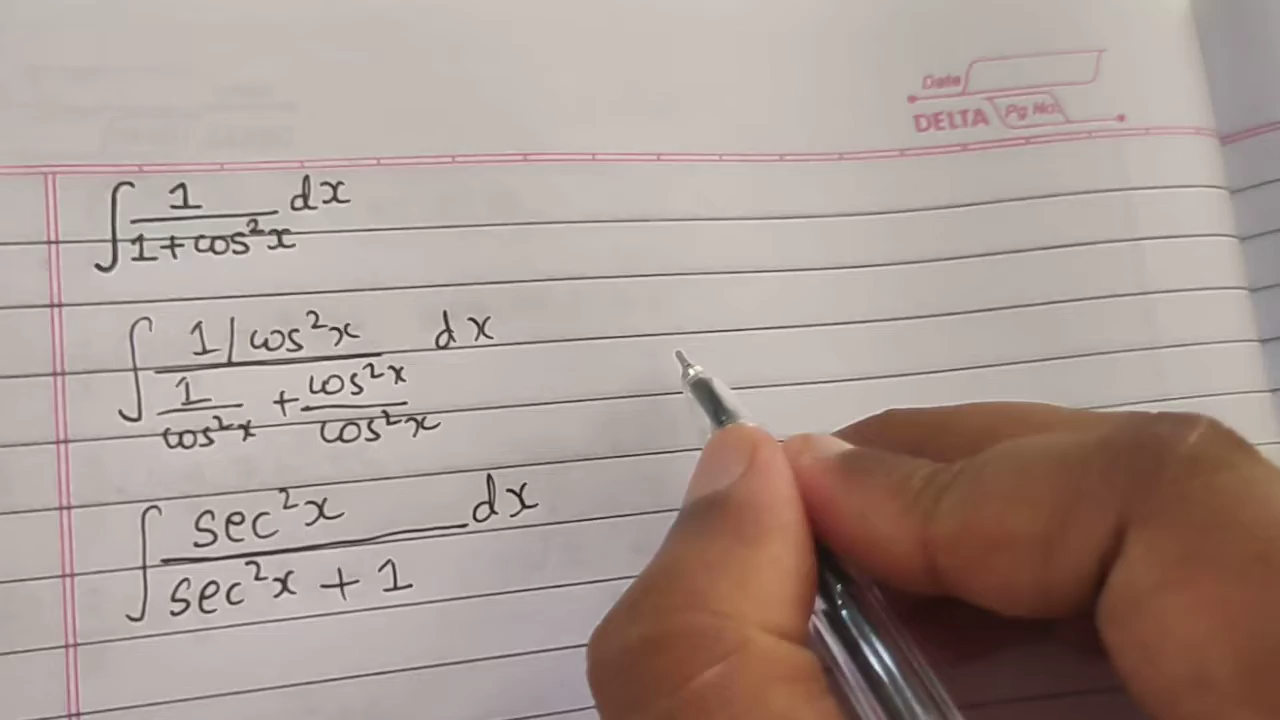 Date
DELTA Pg No.
∫ 1/(1+cos²x) dx
∫ (1/cos²x)/(1/cos²x + cos²x/cos²x) dx
∫ sec²x/(sec²x + 1) dx